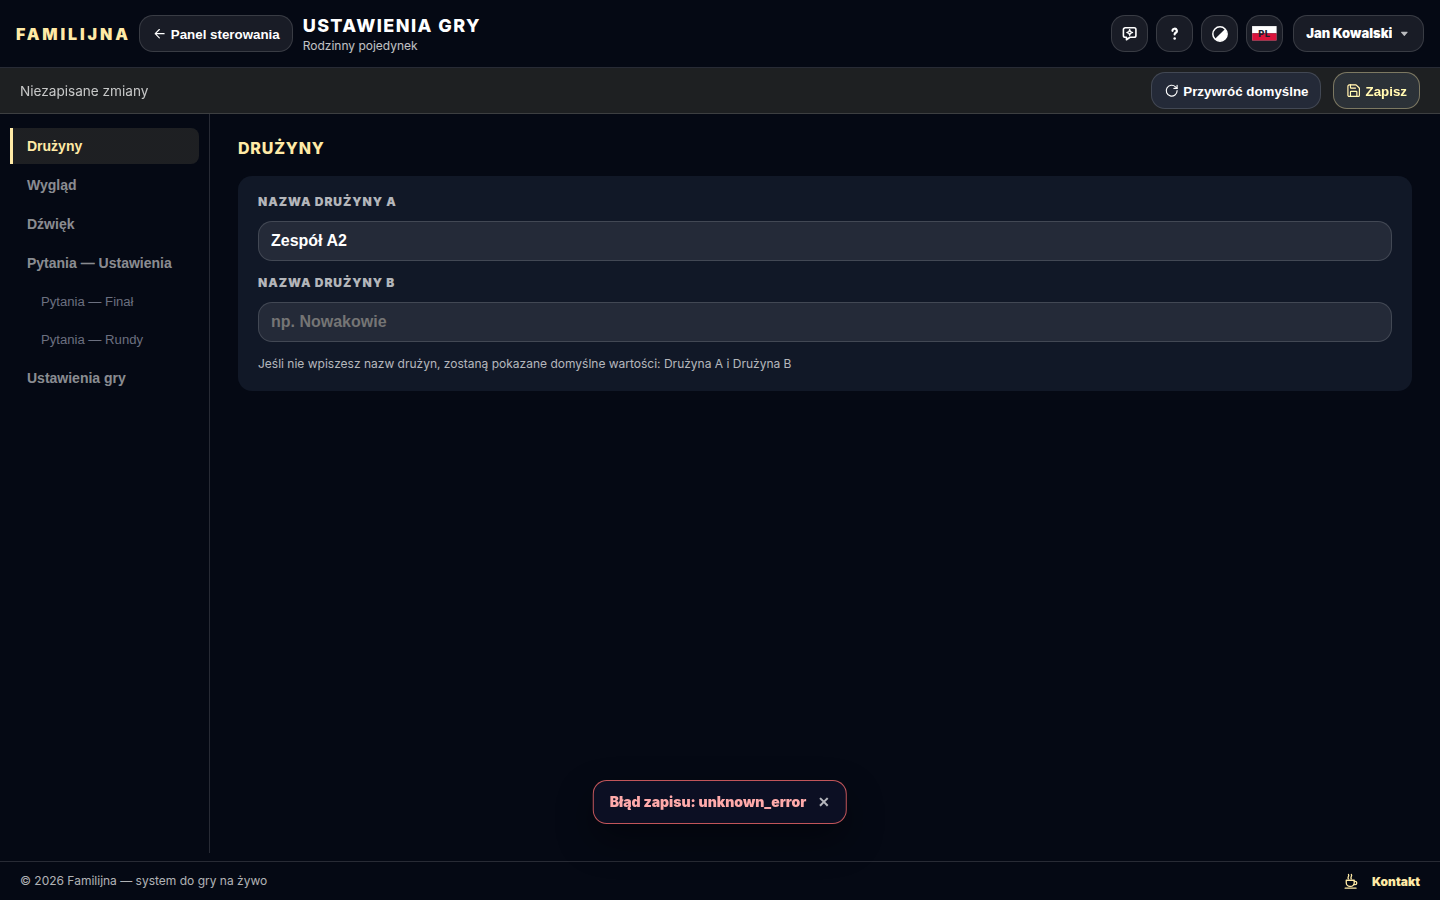 FAMILIJNA
Panel sterowania
USTAWIENIA GRY
Rodzinny pojedynek
?
PL
Jan Kowalski
Niezapisane zmiany
Przywróć domyślne
Zapisz
Drużyny
Wygląd
Dźwięk
Pytania — Ustawienia
Pytania — Finał
Pytania — Rundy
Ustawienia gry
DRUŻYNY
NAZWA DRUŻYNY A
Zespół A2
NAZWA DRUŻYNY B
np. Nowakowie
Jeśli nie wpiszesz nazw drużyn, zostaną pokazane domyślne wartości: Drużyna A i Drużyna B
Błąd zapisu: unknown_error
© 2026 Familijna — system do gry na żywo
Kontakt